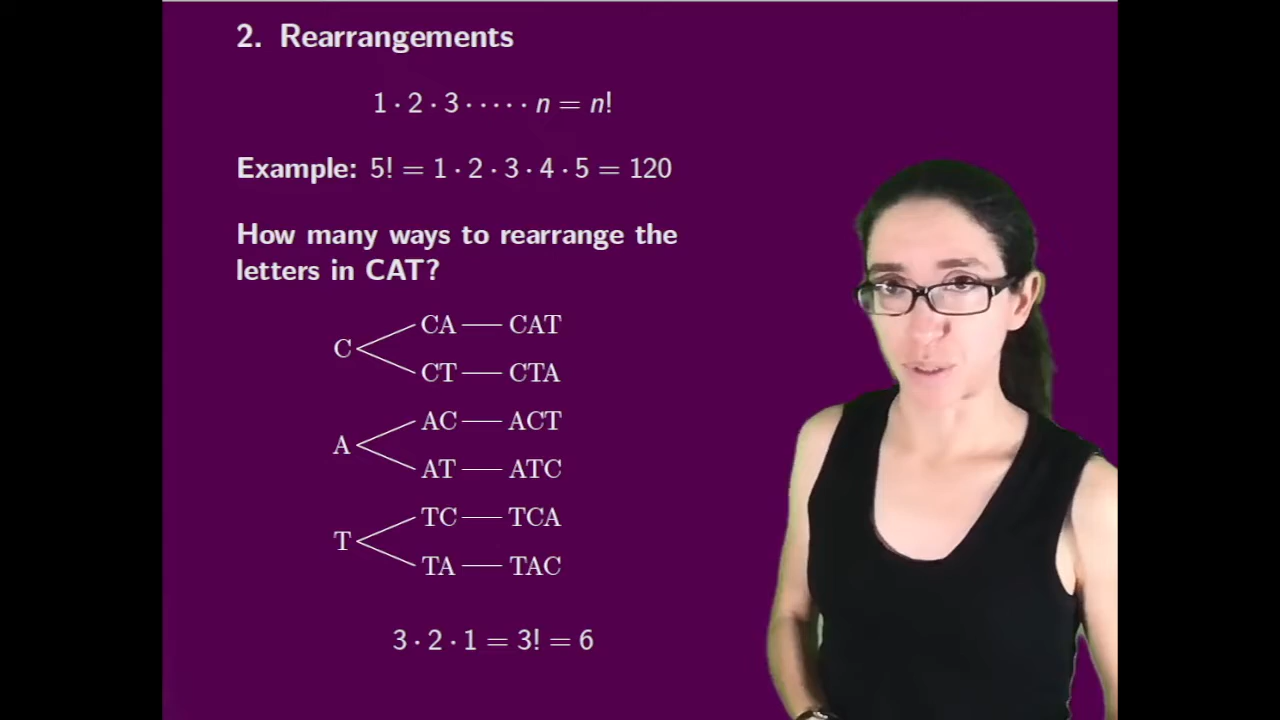 2. Rearrangements
1 · 2 · 3 · · · · · n = n!
Example: 5! = 1 · 2 · 3 · 4 · 5 = 120
How many ways to rearrange the
letters in CAT?
CA — CAT
C
CT — CTA
AC — ACT
A
AT — ATC
TC — TCA
T
TA — TAC
3 · 2 · 1 = 3! = 6